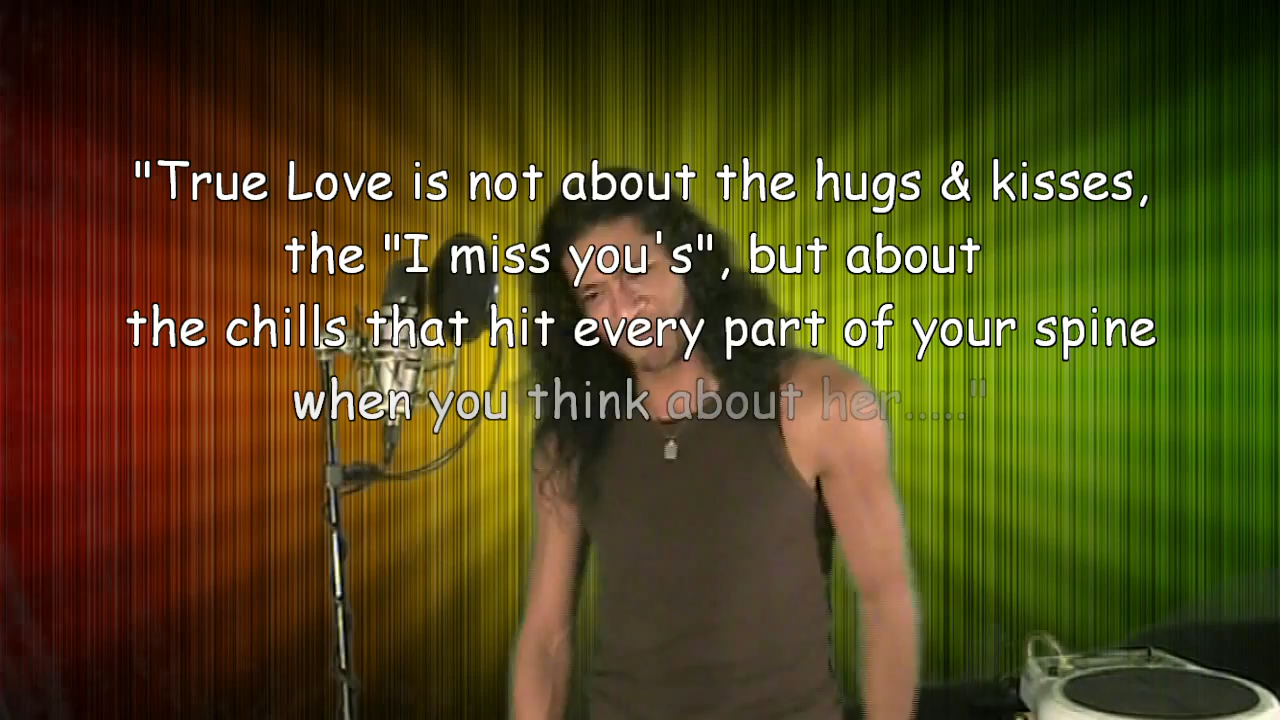 "True Love is not about the hugs & kisses,
the "I miss you's", but about
the chills that hit every part of your spine
when you think about her....."